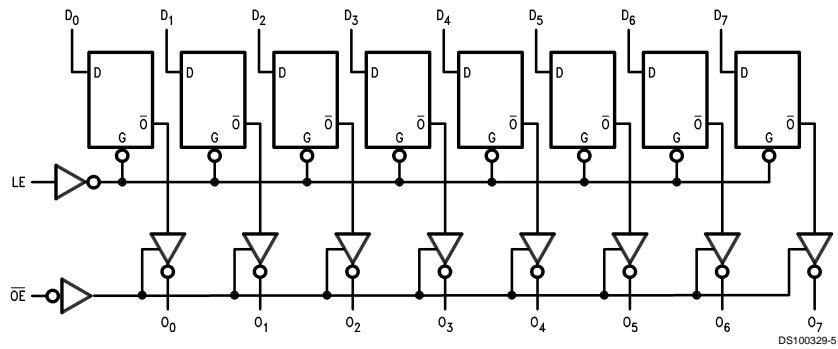 D₀ D₁ D₂ D₃ D₄ D₅ D₆ D₇
D D D D D D D D
O̅ O̅ O̅ O̅ O̅ O̅ O̅ O̅
G G G G G G G G
LE
O̅E̅
O₀ O₁ O₂ O₃ O₄ O₅ O₆ O₇
DS100329-5